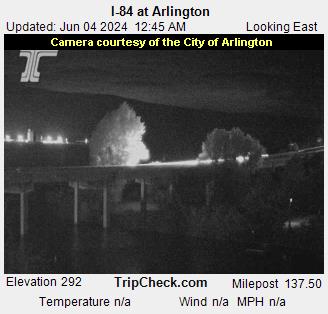 I-84 at Arlington
Updated: Jun 04 2024 12:45 AM Looking East
Camera courtesy of the City of Arlington
Elevation 292 TripCheck.com Milepost 137.50
Temperature n/a Wind n/a MPH n/a